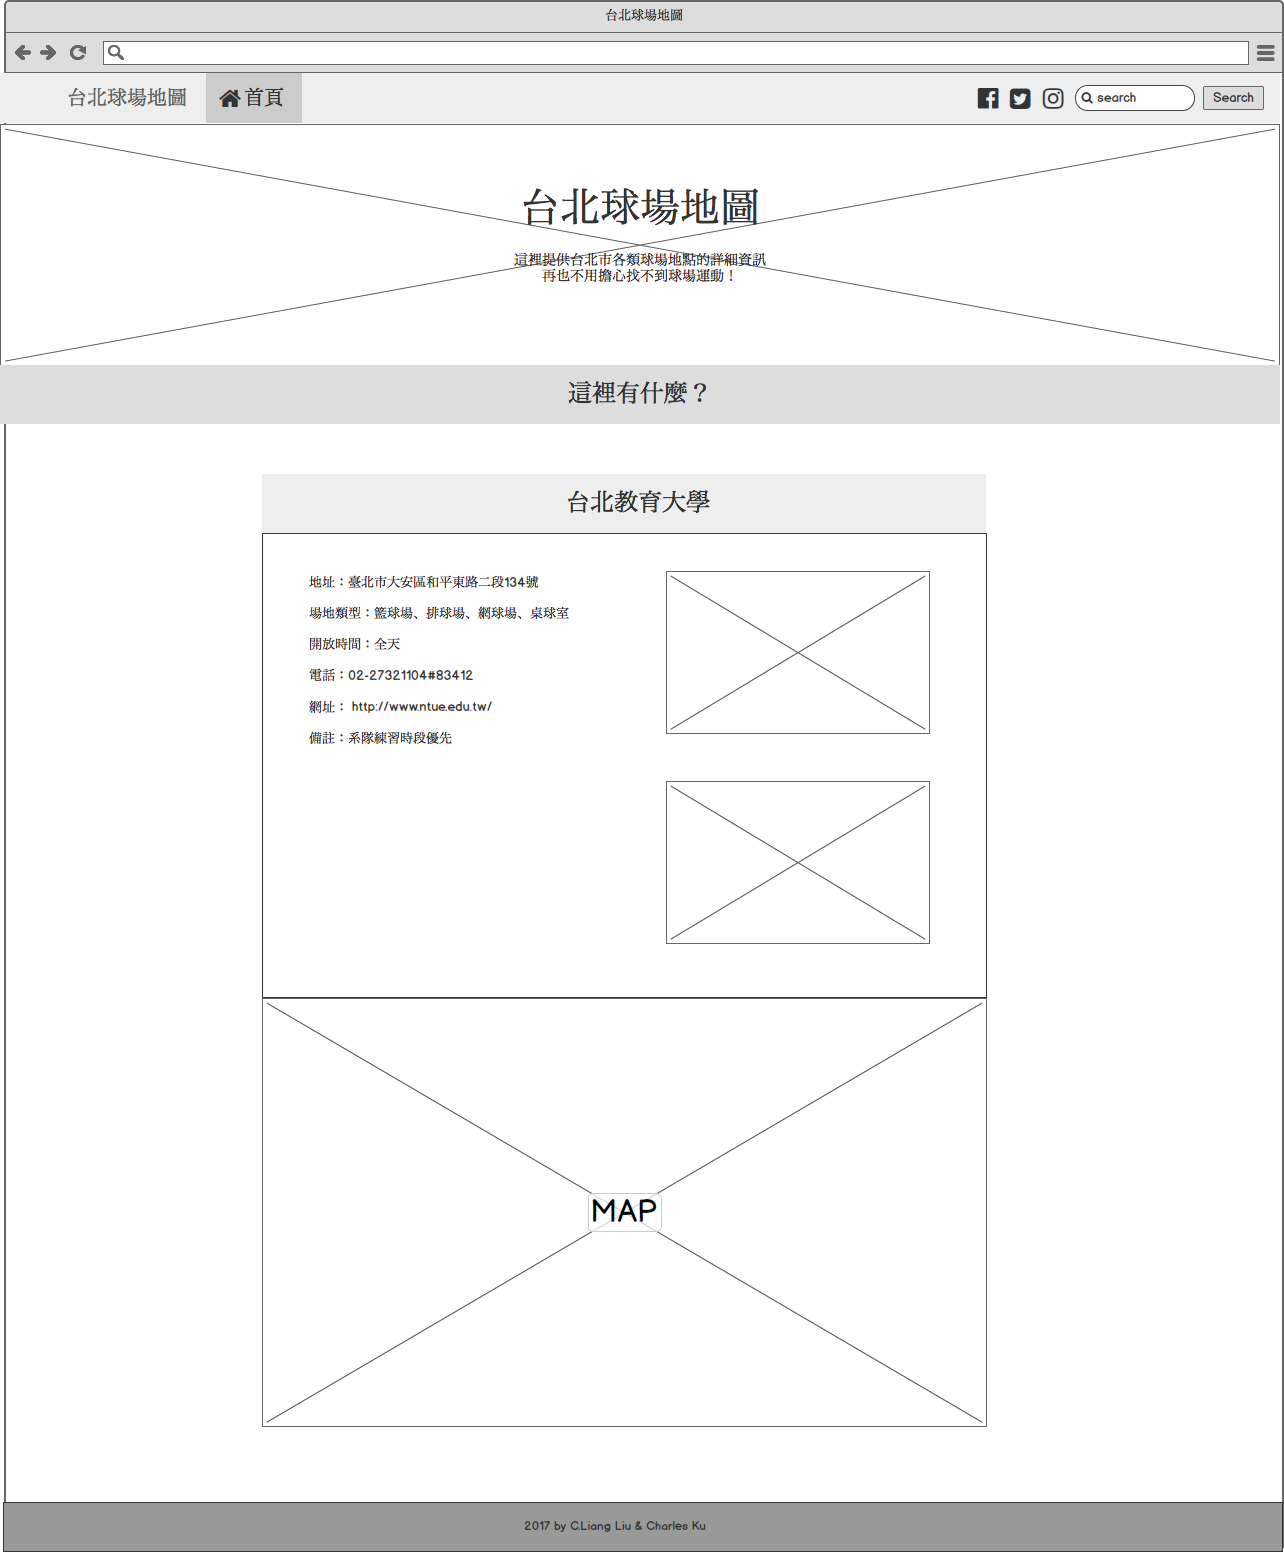 台北球場地圖
台北球場地圖 首頁 search Search
台北球場地圖
這裡提供台北市各類球場地點的詳細資訊
再也不用擔心找不到球場運動！
這裡有什麼？
台北教育大學
地址：臺北市大安區和平東路二段134號
場地類型：籃球場、排球場、網球場、桌球室
開放時間：全天
電話：02-27321104#83412
網址： http://www.ntue.edu.tw/
備註：系隊練習時段優先
MAP
2017 by C.Liang Liu & Charles Ku